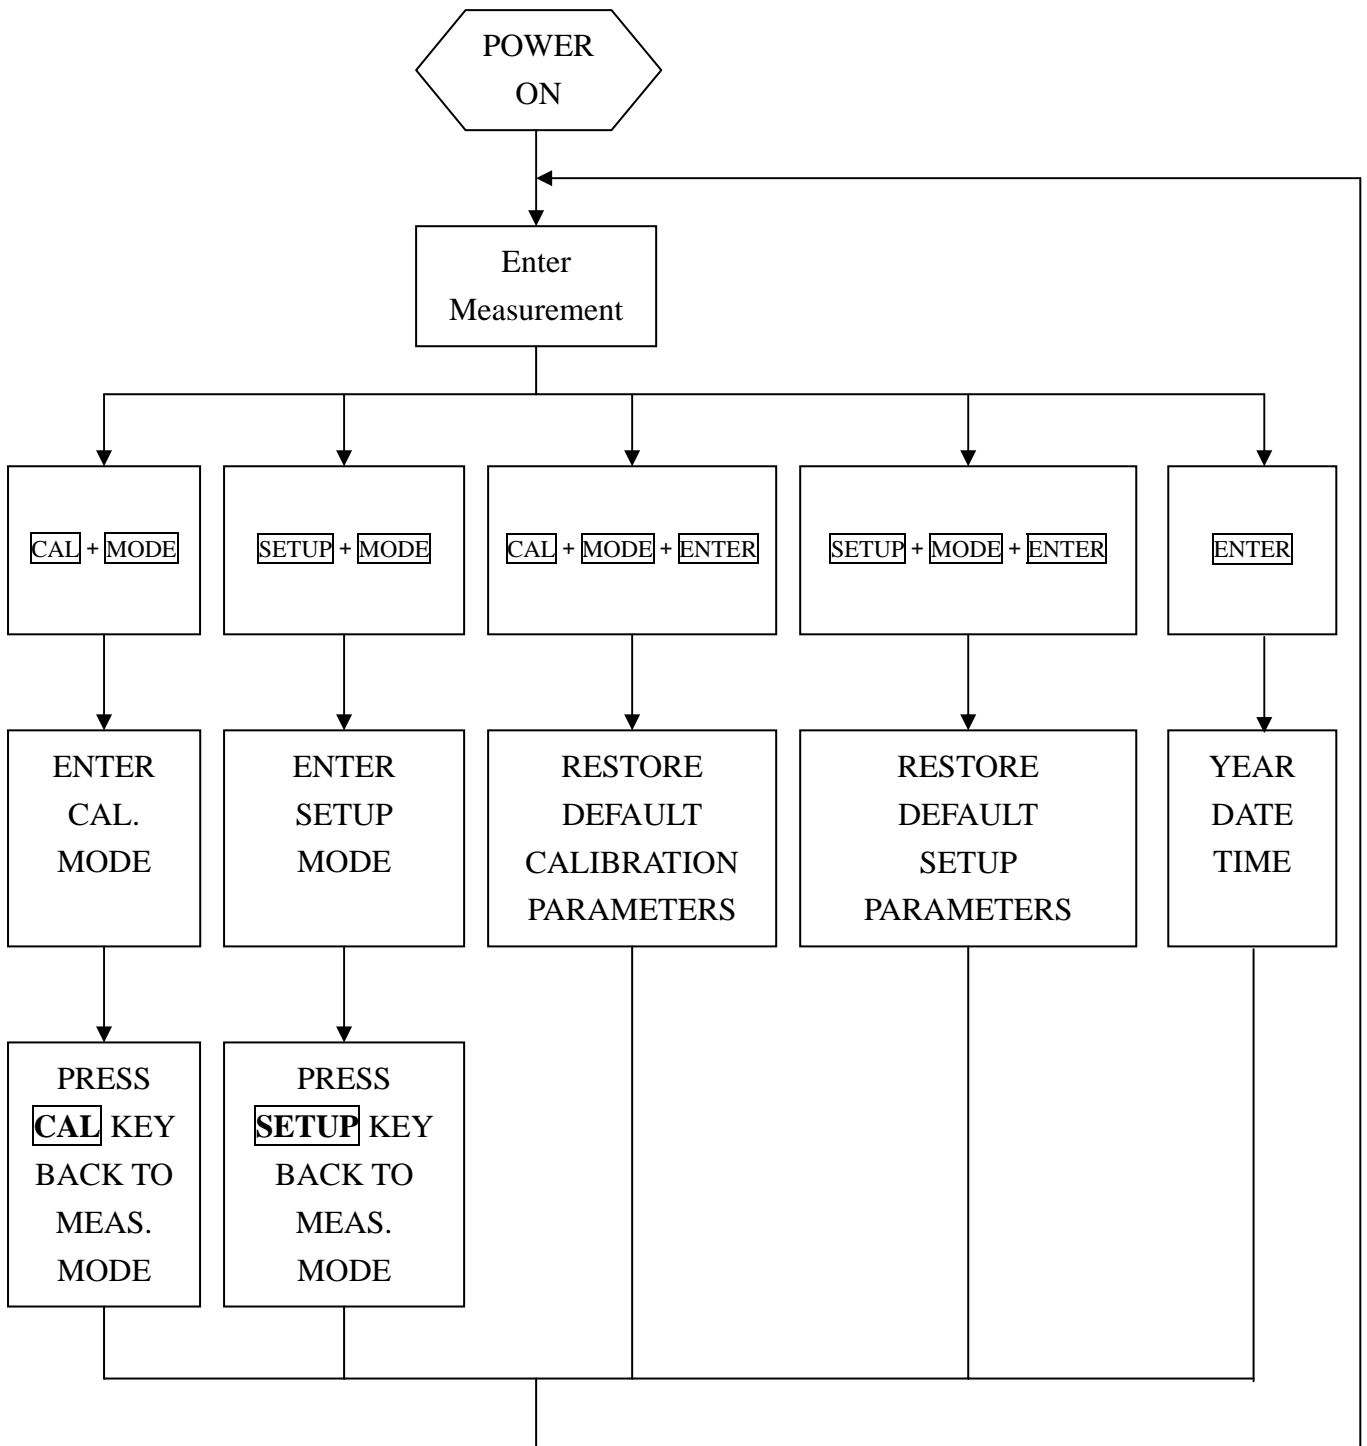 POWER
ON
Enter
Measurement
CAL + MODE
SETUP + MODE
CAL + MODE + ENTER
SETUP + MODE + ENTER
ENTER
ENTER
CAL.
MODE
ENTER
SETUP
MODE
RESTORE
DEFAULT
CALIBRATION
PARAMETERS
RESTORE
DEFAULT
SETUP
PARAMETERS
YEAR
DATE
TIME
PRESS
CAL KEY
BACK TO
MEAS.
MODE
PRESS
SETUP KEY
BACK TO
MEAS.
MODE